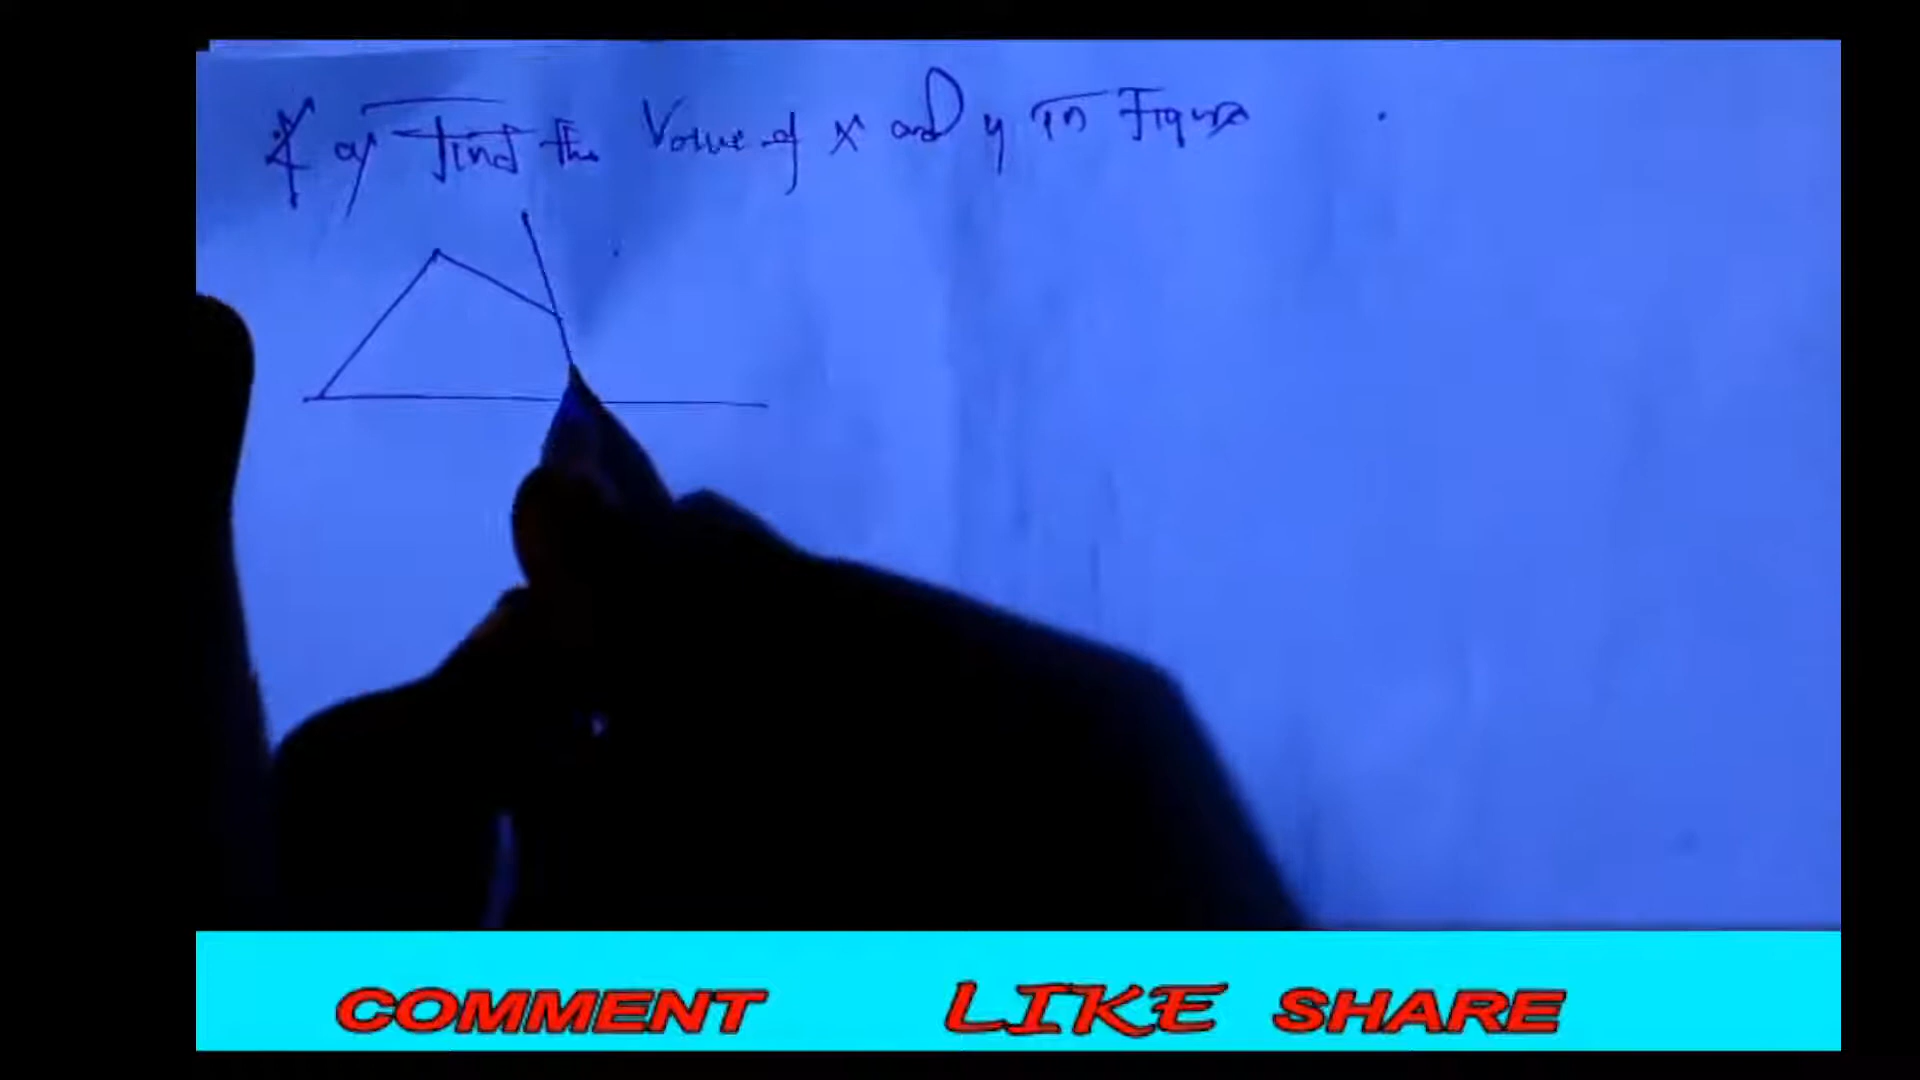 a) Find the Value of x and y in Figure
COMMENT LIKE SHARE